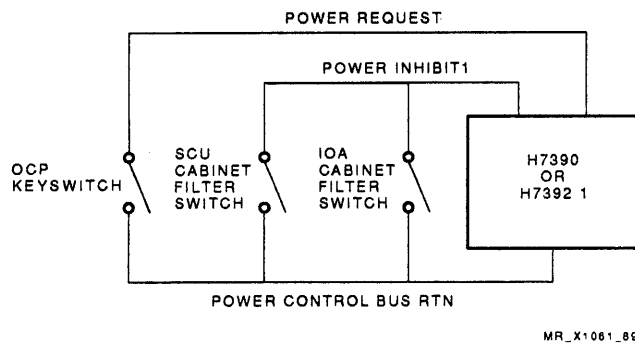 POWER REQUEST
POWER INHIBIT1
OCP
KEYSWITCH
SCU
CABINET
FILTER
SWITCH
IOA
CABINET
FILTER
SWITCH
H7390
OR
H7392 1
POWER CONTROL BUS RTN
MR_X1061_89